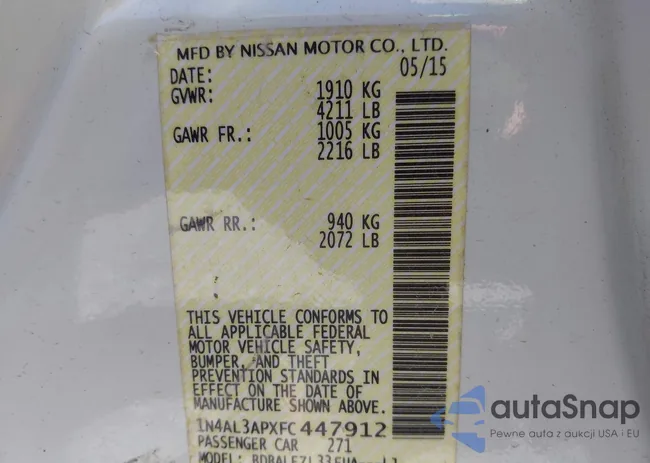 MFD BY NISSAN MOTOR CO., LTD.
DATE: 05/15
GVWR: 1910 KG
4211 LB
GAWR FR.: 1005 KG
2216 LB
GAWR RR.: 940 KG
2072 LB
THIS VEHICLE CONFORMS TO
ALL APPLICABLE FEDERAL
MOTOR VEHICLE SAFETY,
BUMPER, AND THEFT
PREVENTION STANDARDS IN
EFFECT ON THE DATE OF
MANUFACTURE SHOWN ABOVE.
1N4AL3APXFC447912
PASSENGER CAR 271
MODEL:
autaSnap
Pewne auta z aukcji USA · EU